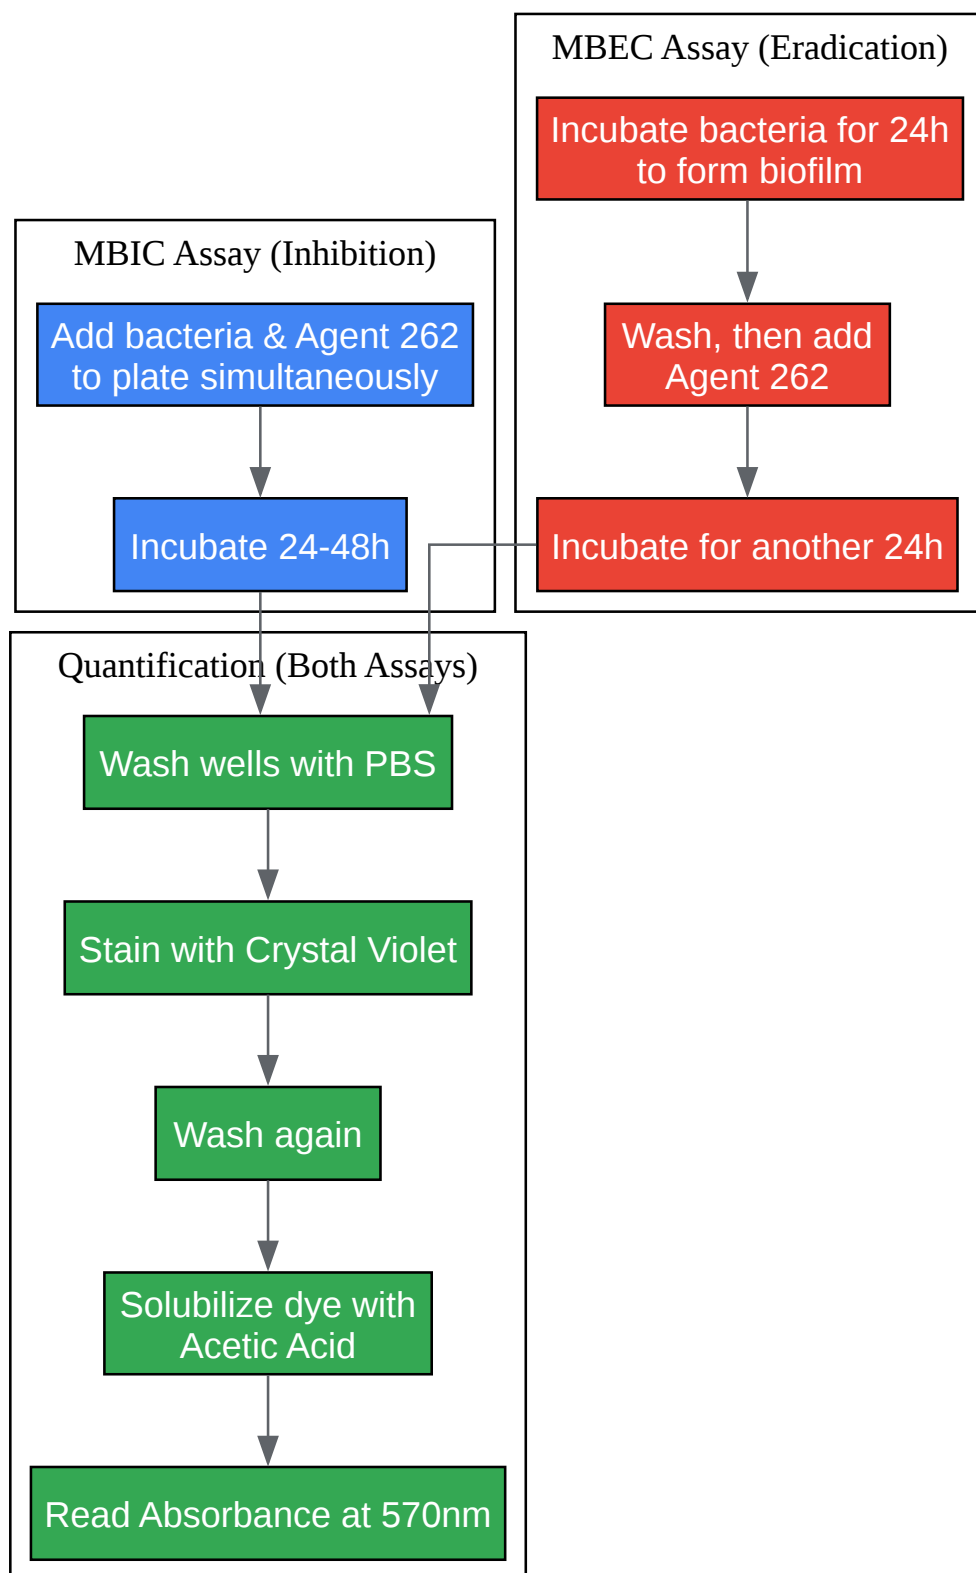 MBEC Assay (Eradication)
Incubate bacteria for 24h
to form biofilm
Wash, then add
Agent 262
Incubate for another 24h
MBIC Assay (Inhibition)
Add bacteria & Agent 262
to plate simultaneously
Incubate 24-48h
Quantification (Both Assays)
Wash wells with PBS
Stain with Crystal Violet
Wash again
Solubilize dye with
Acetic Acid
Read Absorbance at 570nm